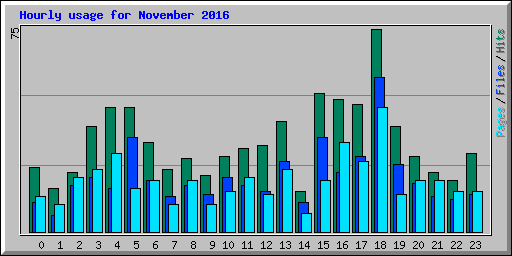 Hourly usage for November 2016
75
Pages / Files / Hits
0 1 2 3 4 5 6 7 8 9 10 11 12 13 14 15 16 17 18 19 20 21 22 23